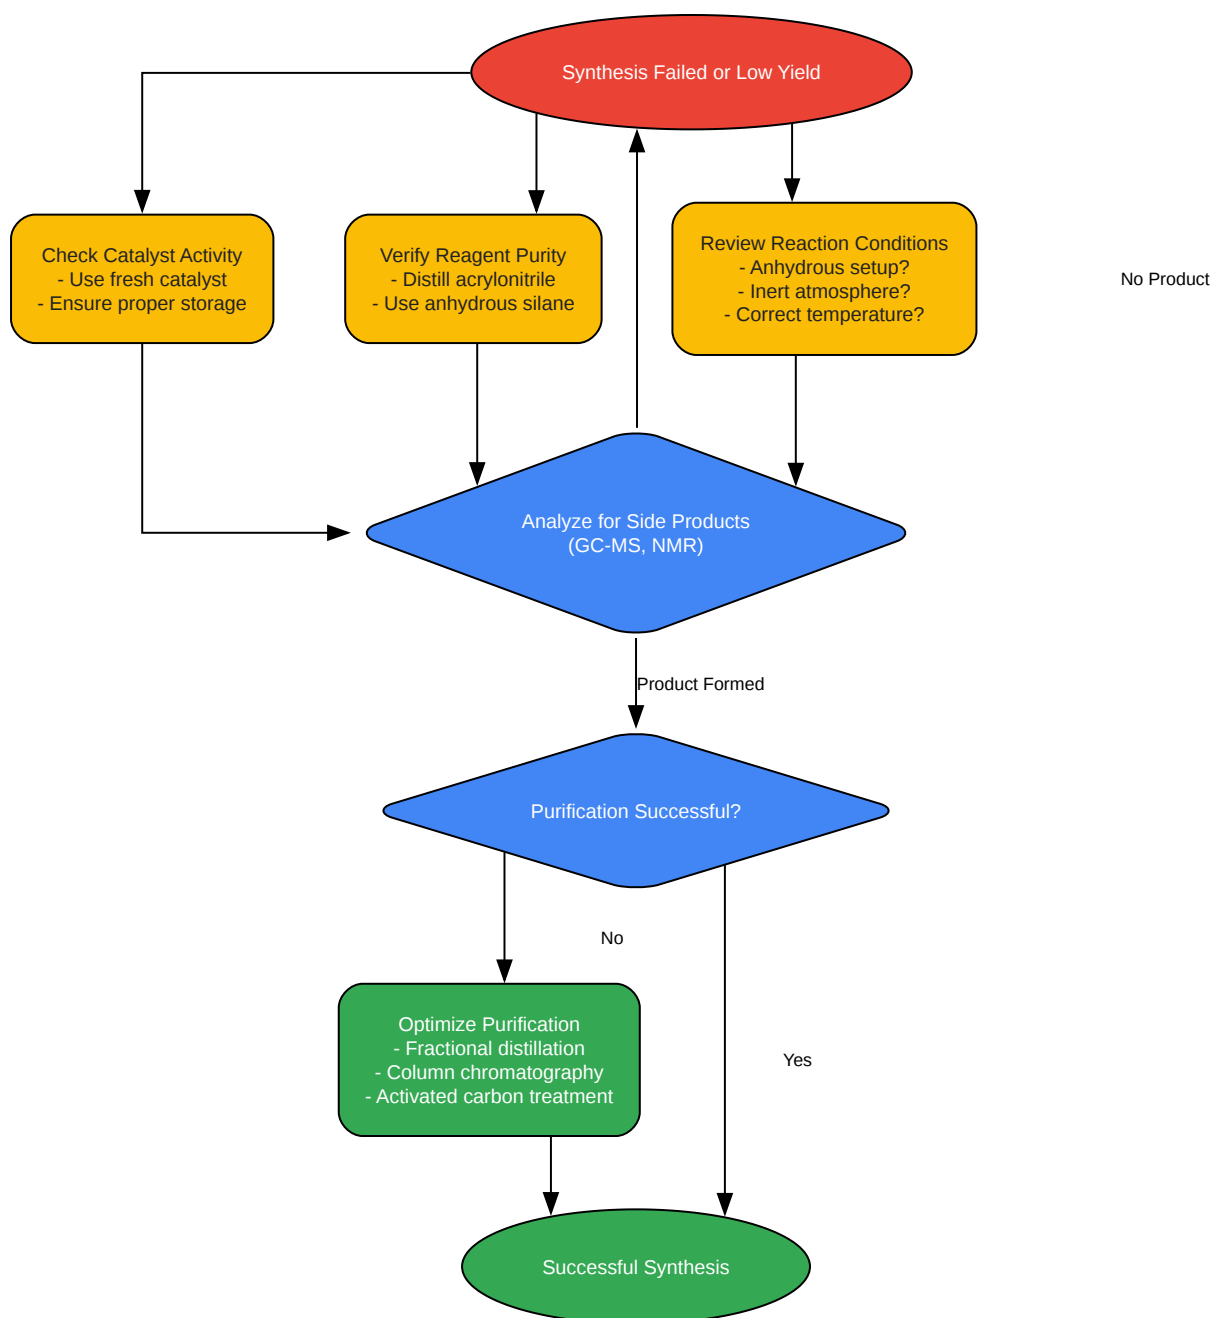 Synthesis Failed or Low Yield
Check Catalyst Activity
- Use fresh catalyst
- Ensure proper storage
Verify Reagent Purity
- Distill acrylonitrile
- Use anhydrous silane
Review Reaction Conditions
- Anhydrous setup?
- Inert atmosphere?
- Correct temperature?
No Product
Analyze for Side Products
(GC-MS, NMR)
Product Formed
Purification Successful?
No
Optimize Purification
- Fractional distillation
- Column chromatography
- Activated carbon treatment
Yes
Successful Synthesis